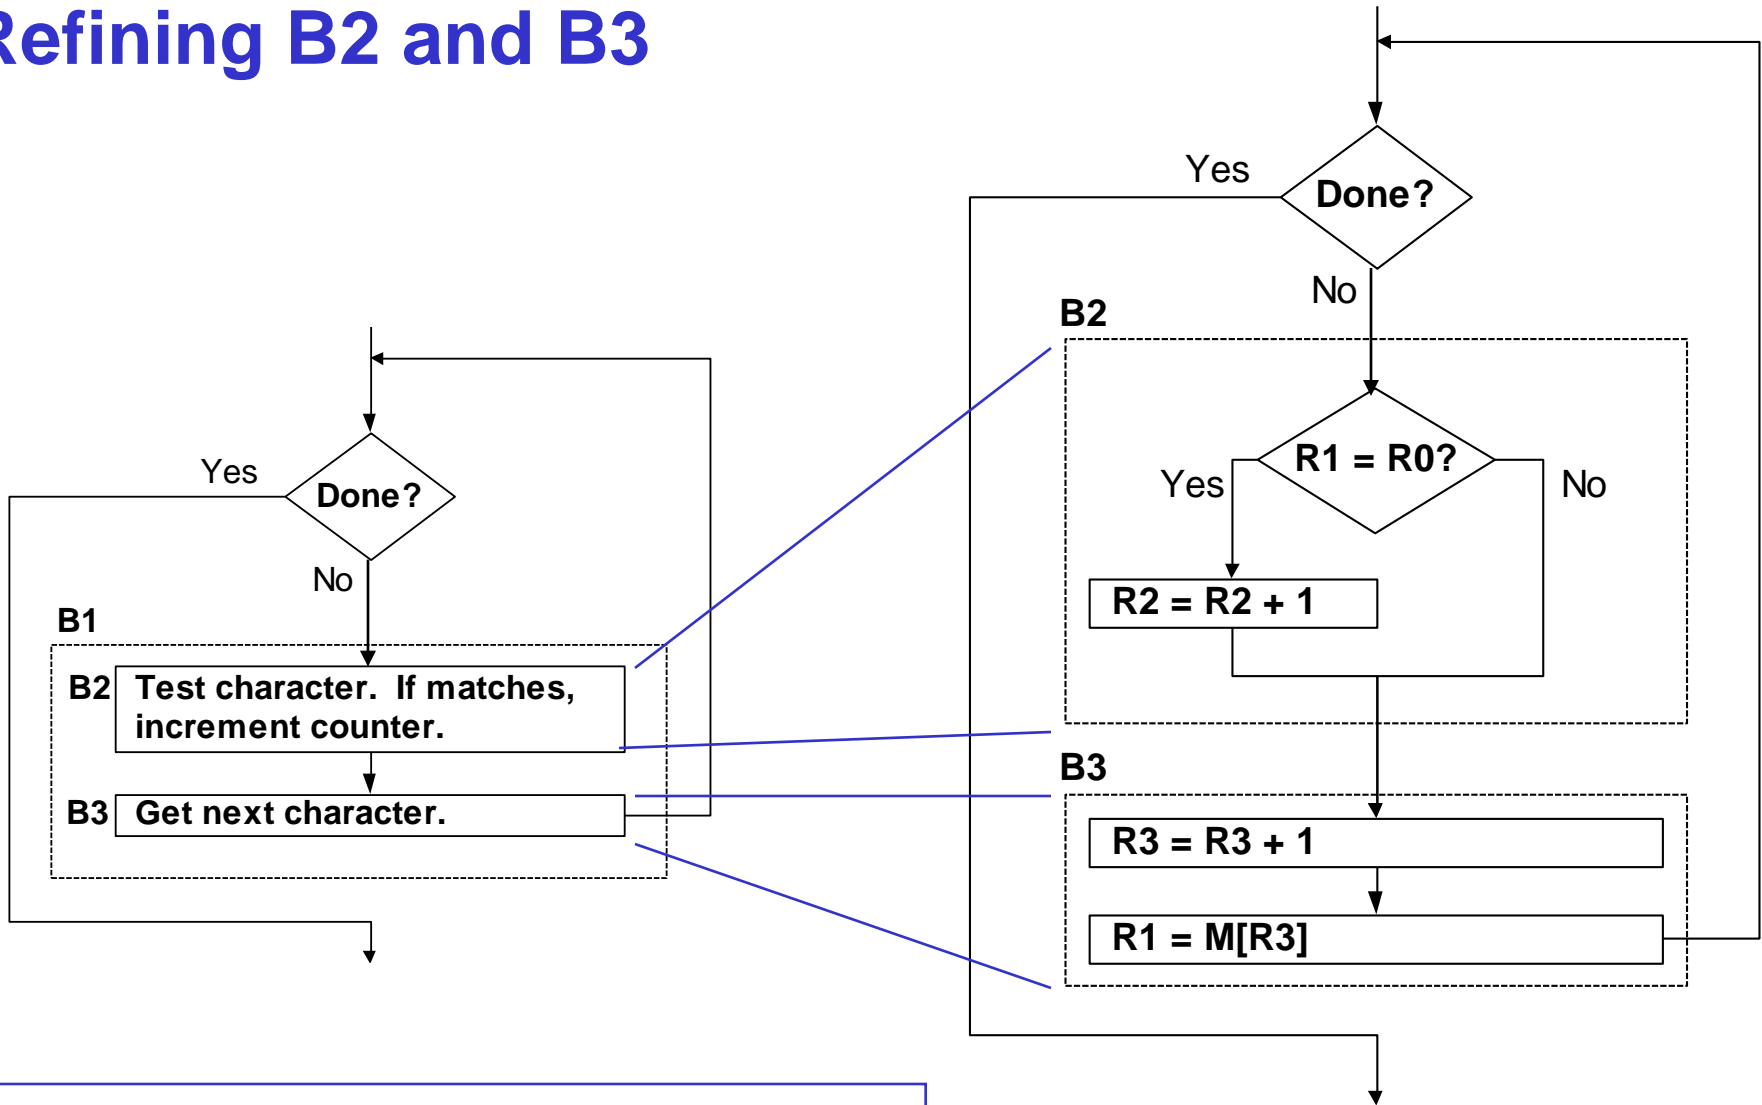 Refining B2 and B3
Yes
Done?
No
B1
B2
Test character.  If matches,
increment counter.
B3
Get next character.
Yes
Done?
No
B2
R1 = R0?
Yes
No
R2 = R2 + 1
B3
R3 = R3 + 1
R1 = M[R3]